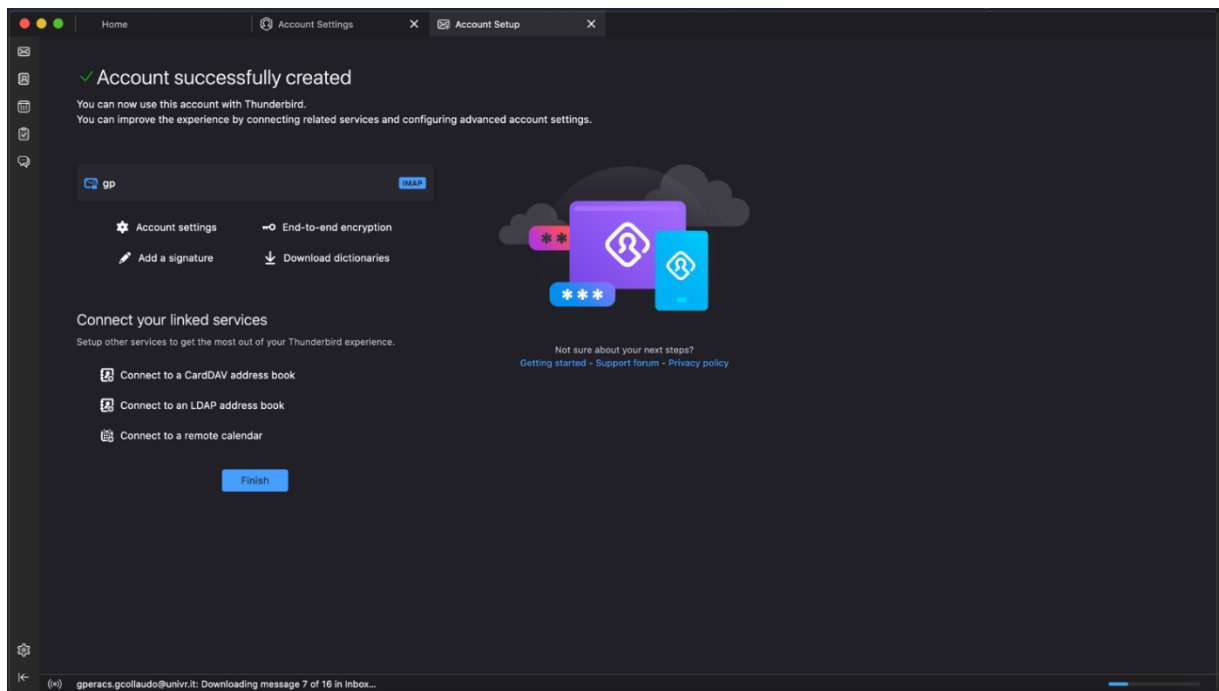 Home
Account Settings
Account Setup
Account successfully created
You can now use this account with Thunderbird.
You can improve the experience by connecting related services and configuring advanced account settings.
gp
IMAP
Account settings
End-to-end encryption
Add a signature
Download dictionaries
***
Connect your linked services
Setup other services to get the most out of your Thunderbird experience.
Connect to a CardDAV address book
Connect to an LDAP address book
Connect to a remote calendar
Finish
Not sure about your next steps?
Getting started - Support forum - Privacy policy
gperacs.gcollaudo@univr.it: Downloading message 7 of 16 in Inbox...